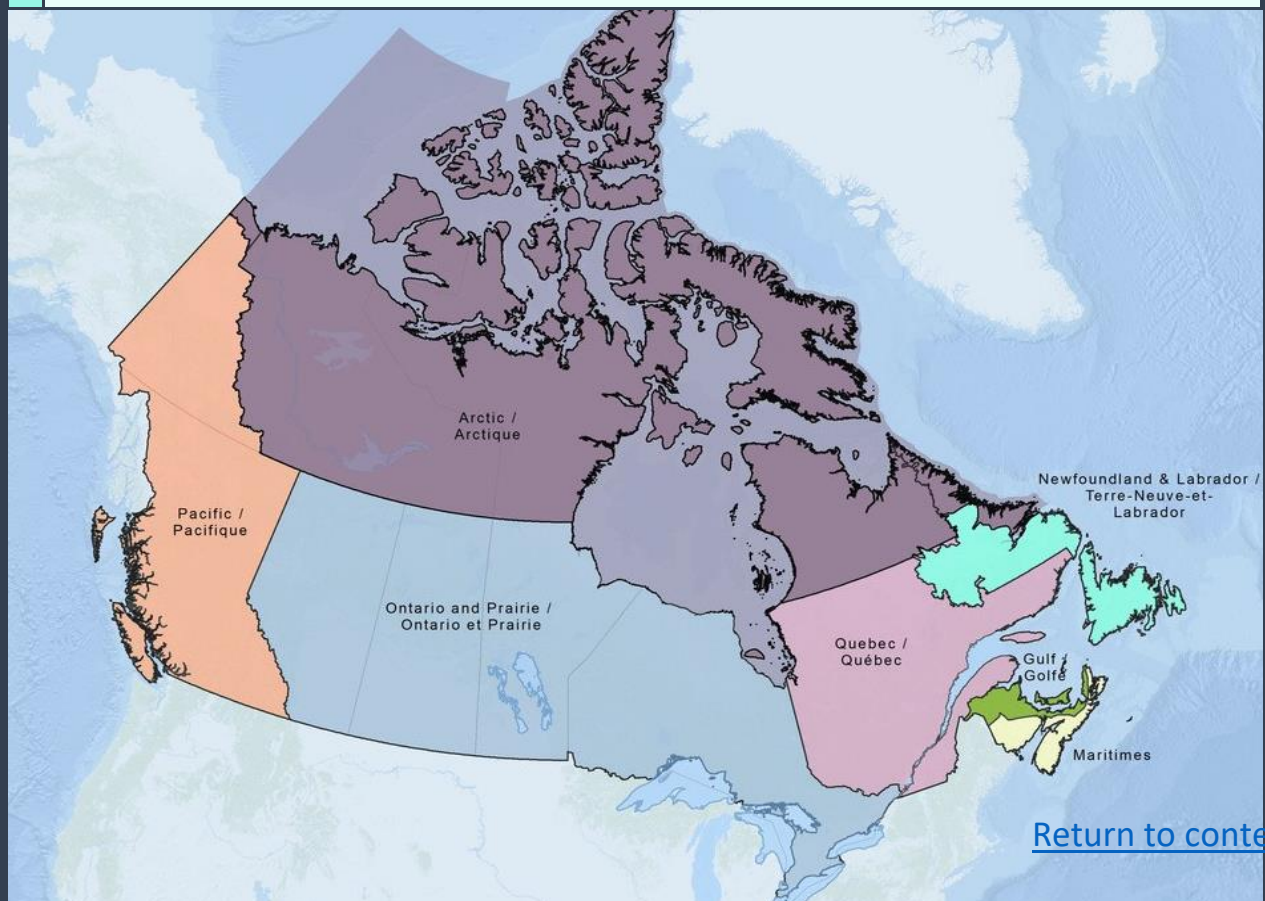 Arctic /
Arctique
Newfoundland & Labrador /
Terre-Neuve-et-
Labrador
Pacific /
Pacifique
Ontario and Prairie /
Ontario et Prairie
Quebec /
Québec
Gulf /
Golfe
Maritimes
Return to conte